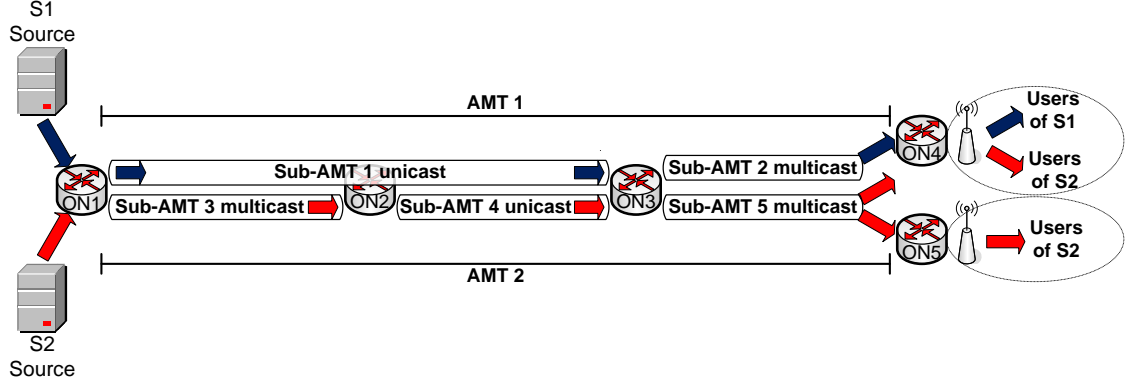 S1
Source
AMT 1
Users
of S1
ON4
Users
of S2
Sub-AMT 2 multicast
Sub-AMT 1 unicast
ON1
ON2
ON3
Sub-AMT 3 multicast
Sub-AMT 4 unicast
Sub-AMT 5 multicast
Users
of S2
ON5
AMT 2
S2
Source